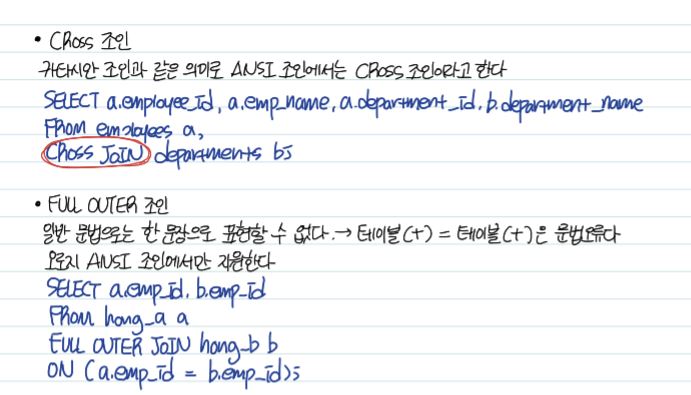 • CROSS 조인
카타시안 조인과 같은 의미로 ANSI 조인에서는 CROSS 조인이라고 한다
SELECT a.employee_id, a.emp_name, a.department_id, b.department_name
FROM employees a,
CROSS JOIN departments b;
• FULL OUTER 조인
일반 문법으로는 한 문장으로 표현할 수 없다. → 테이블(+) = 테이블(+)은 문법오류다
오로지 ANSI 조인에서만 지원한다
SELECT a.emp_id, b.emp_id
FROM hong_a a
FULL OUTER JOIN hong_b b
ON (a.emp_id = b.emp_id);